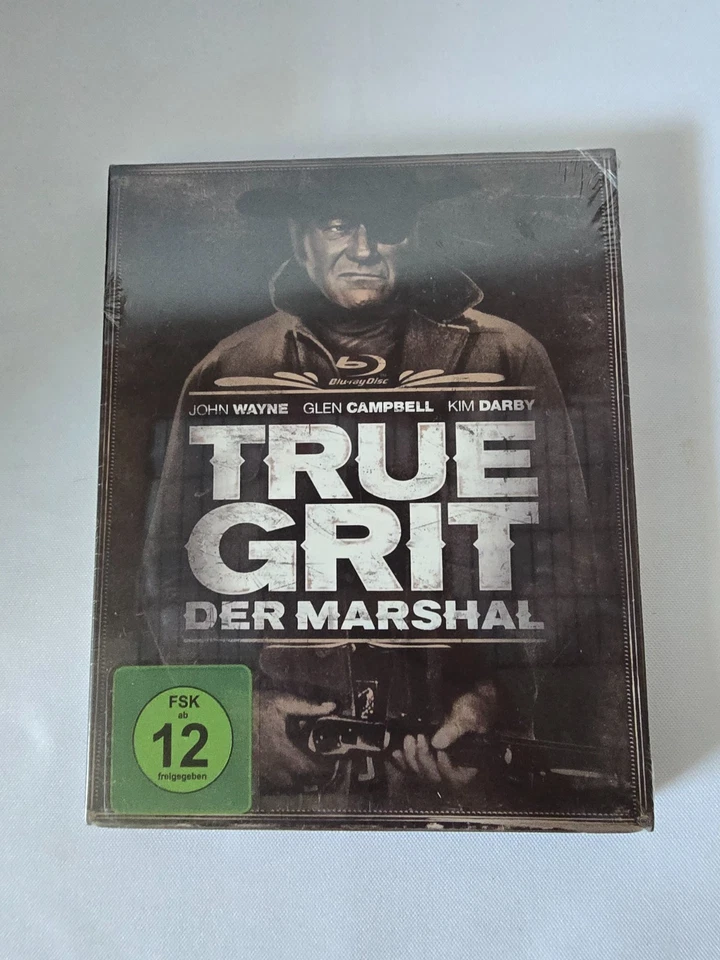 Blu-ray Disc
JOHN WAYNE GLEN CAMPBELL KIM DARBY
TRUE
GRIT
DER MARSHAL
FSK
ab
12
freigegeben